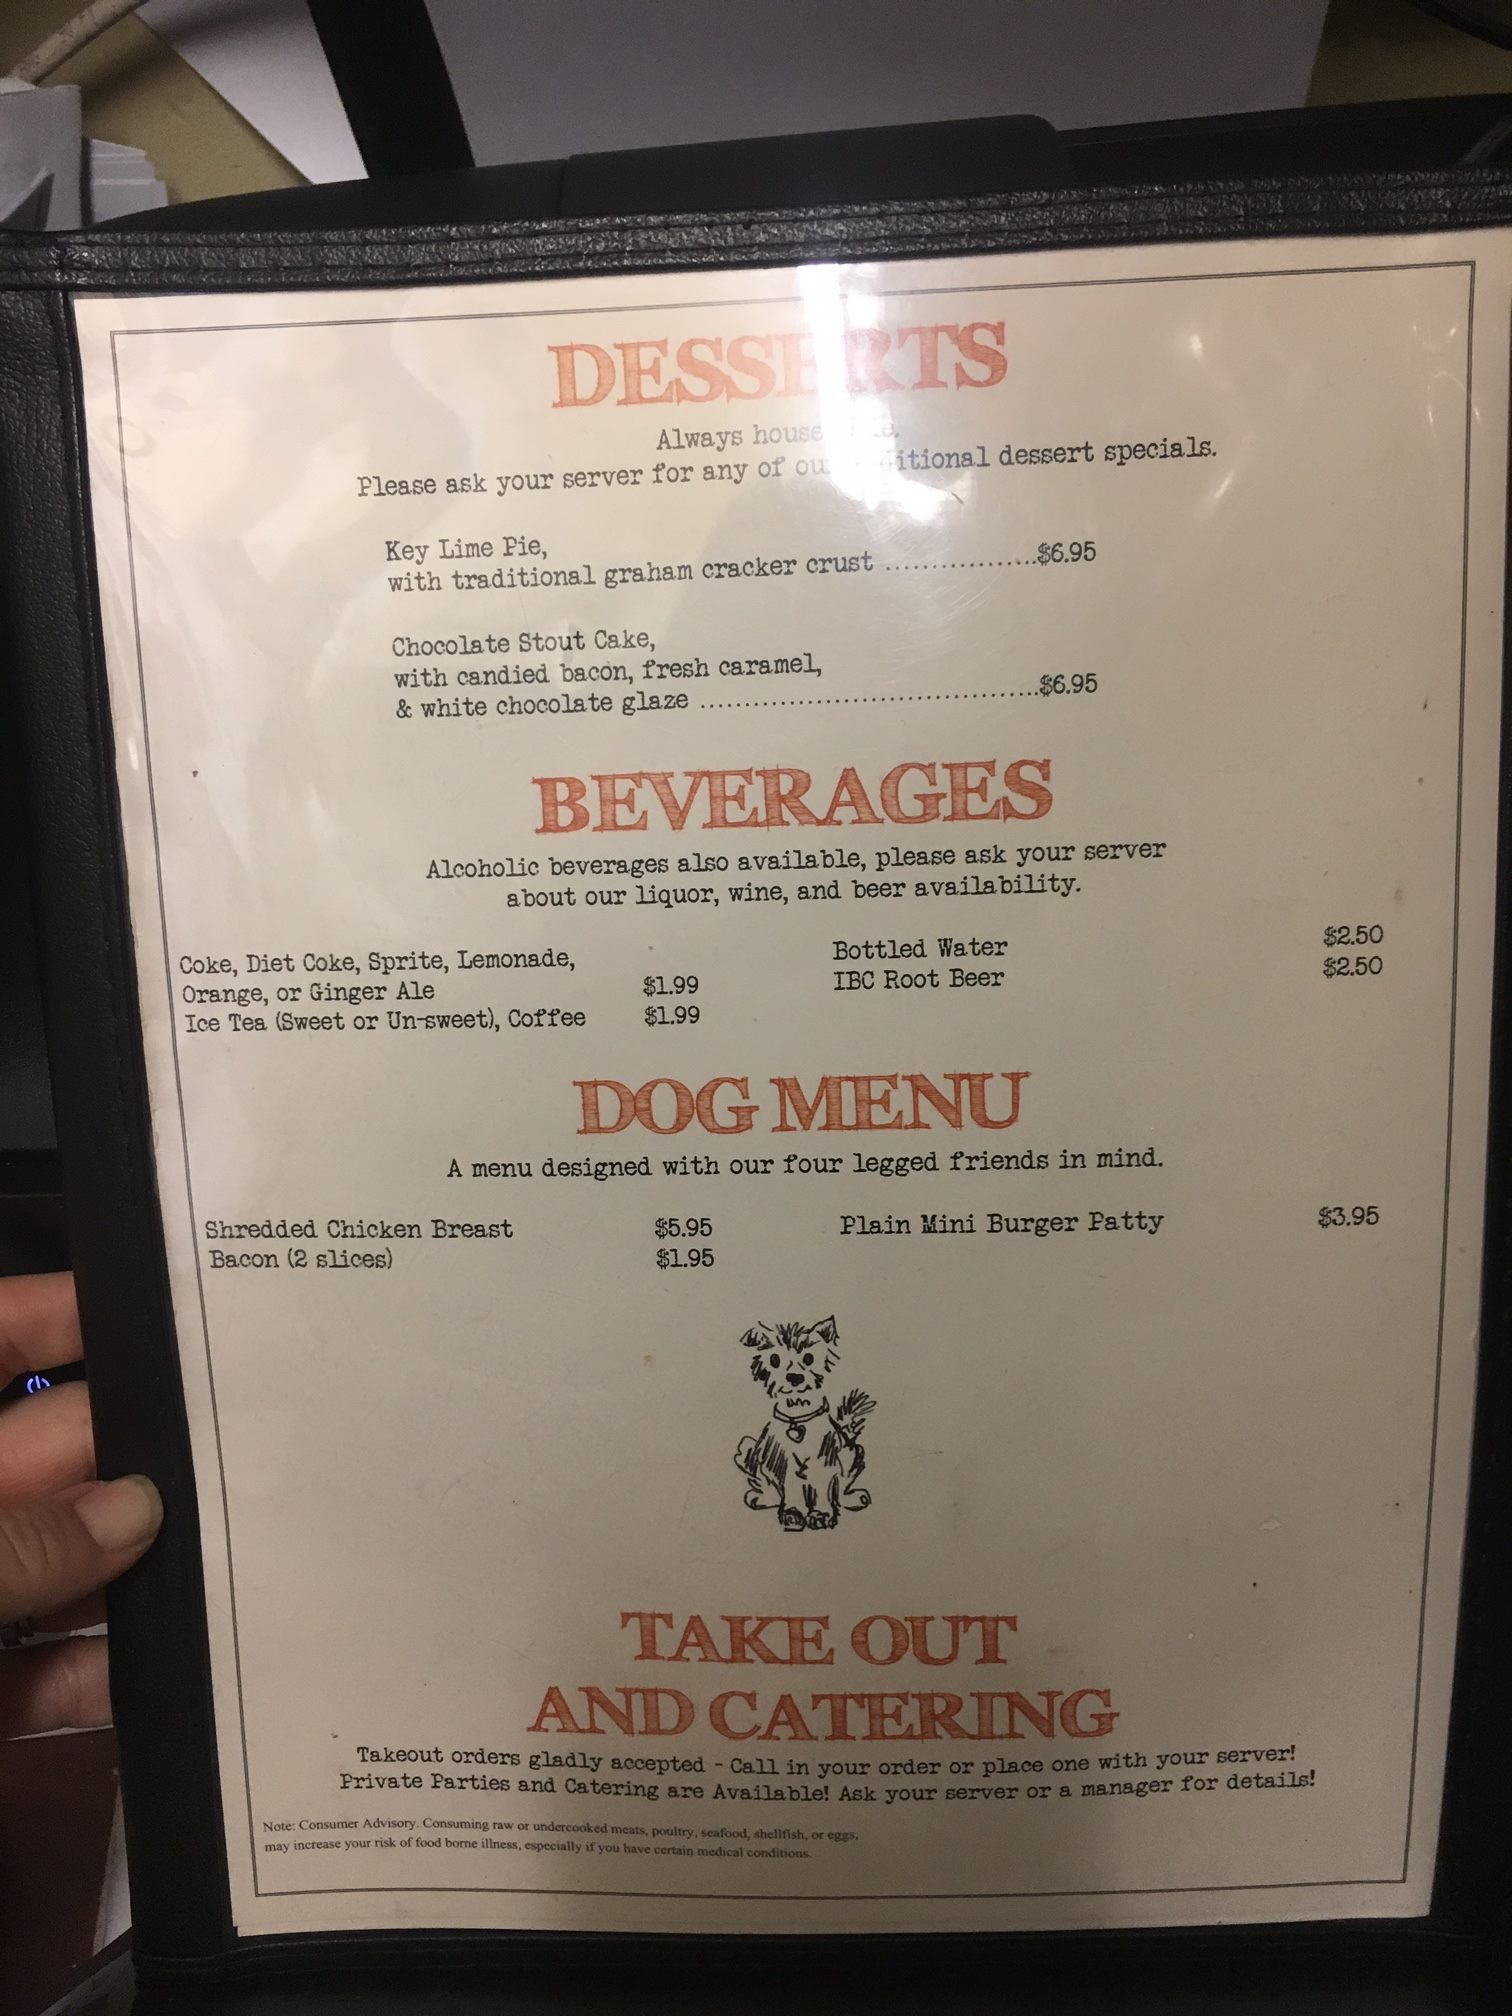 DESSERTS
Always house
Please ask your server for any of dessert specials.
Key Lime Pie,
with traditional graham cracker crust ..................$6.95
Chocolate Stout Cake,
with candied bacon, fresh caramel,
& white chocolate glaze .......................................$6.95
BEVERAGES
Alcoholic beverages also available, please ask your server
about our liquor, wine, and beer availability.
Coke, Diet Coke, Sprite, Lemonade,
Orange, or Ginger Ale $1.99
Ice Tea (Sweet or Un-sweet), Coffee $1.99
Bottled Water $2.50
IBC Root Beer $2.50
DOG MENU
A menu designed with our four legged friends in mind.
Shredded Chicken Breast $5.95
Bacon (2 slices) $1.95
Plain Mini Burger Patty $3.95
TAKE OUT
AND CATERING
Takeout orders gladly accepted - Call in your order or place one with your server!
Private Parties and Catering are Available! Ask your server or a manager for details!
Note: Consumer Advisory. Consuming raw or undercooked meats, poultry, seafood, shellfish, or eggs,
may increase your risk of food borne illness, especially if you have certain medical conditions.